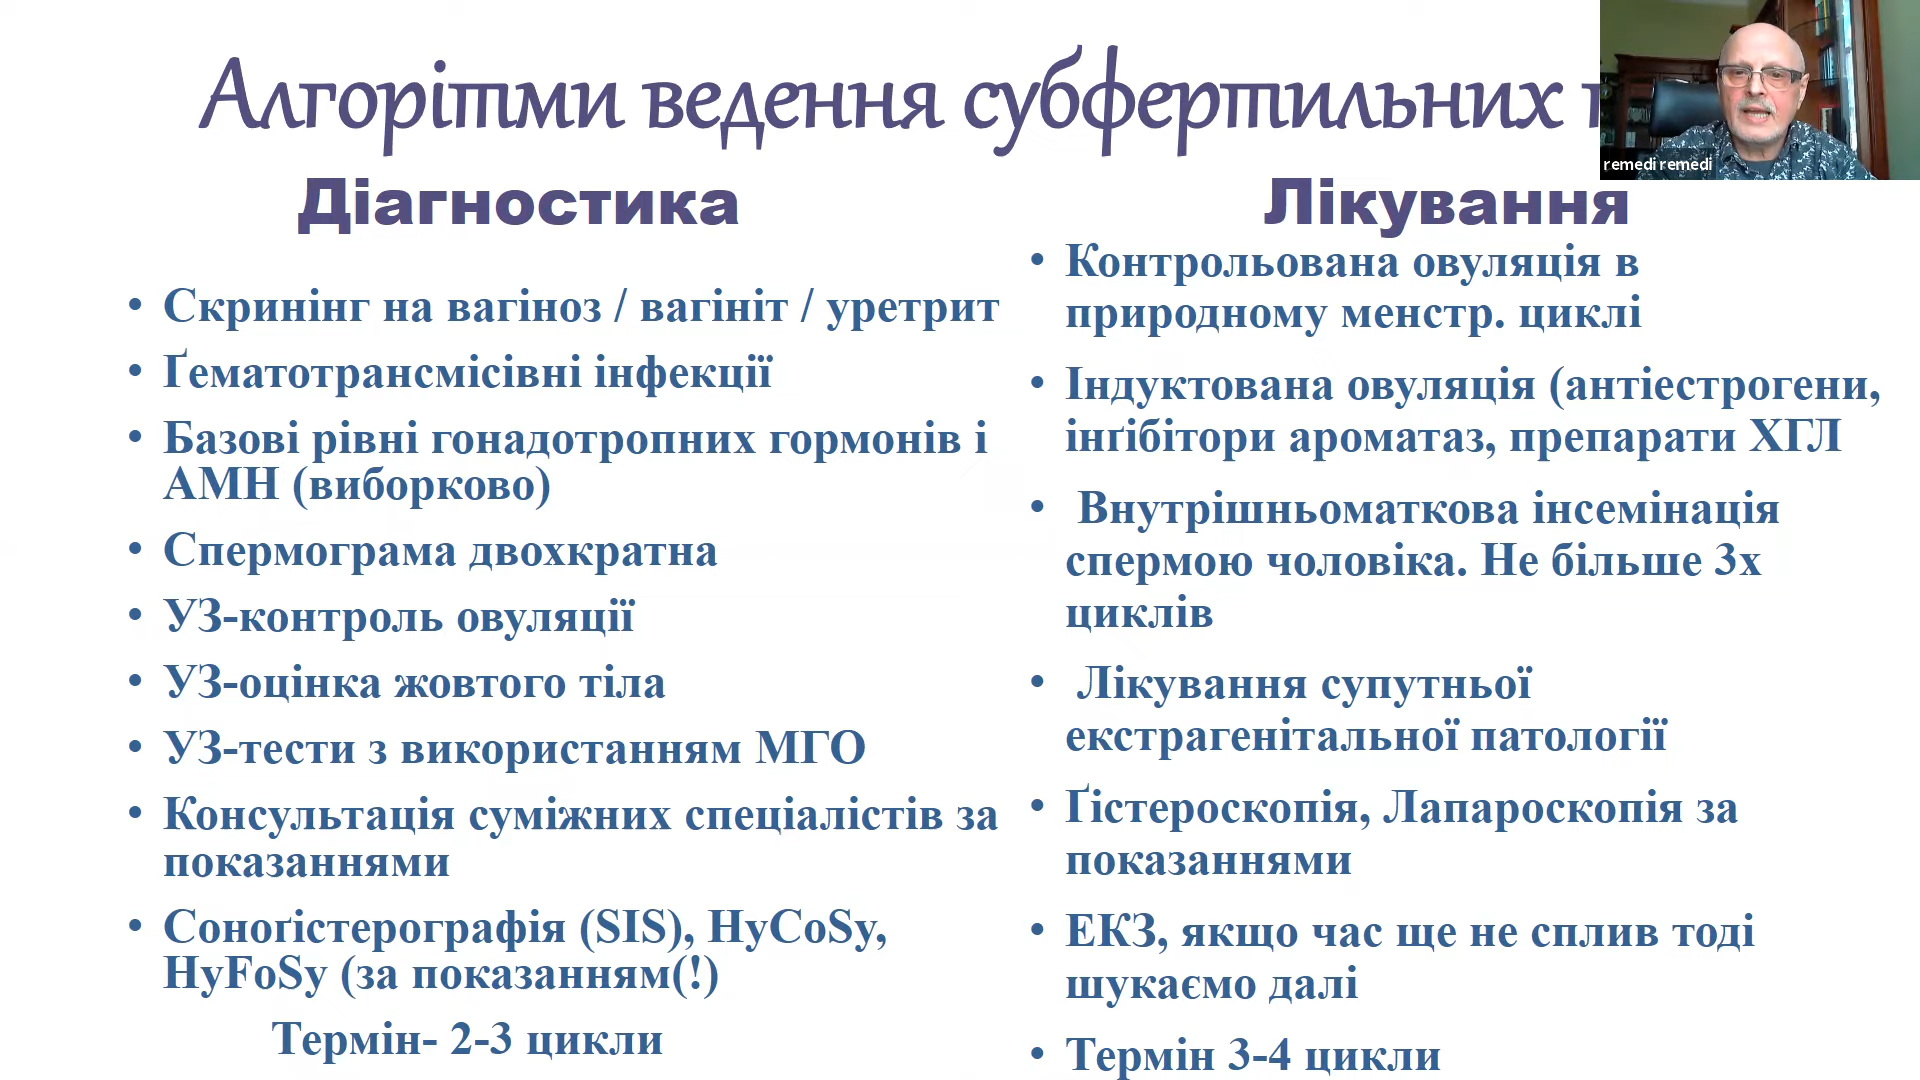 Алгорітми ведення субфертильних
remedi remedi
Діагностика
Скринінг на вагіноз / вагініт / уретрит
Ґематотрансмісівні інфекції
Базові рівні гонадотропних гормонів і
АМН (виборково)
Спермограма двохкратна
УЗ-контроль овуляції
УЗ-оцінка жовтого тіла
УЗ-тести з використанням МГО
Консультація суміжних спеціалістів за
показаннями
Соноґістерографія (SIS), HyCoSy,
HyFoSy (за показанням(!)
Термін- 2-3 цикли
Лікування
Контрольована овуляція в
природному менстр. циклі
Індуктована овуляція (антіестрогени,
інґібітори ароматаз, препарати ХГЛ
Внутрішньоматкова інсемінація
спермою чоловіка. Не більше 3х
циклів
Лікування супутньої
екстрагенітальної патології
Ґістероскопія, Лапароскопія за
показаннями
ЕКЗ, якщо час ще не сплив тоді
шукаємо далі
Термін 3-4 цикли